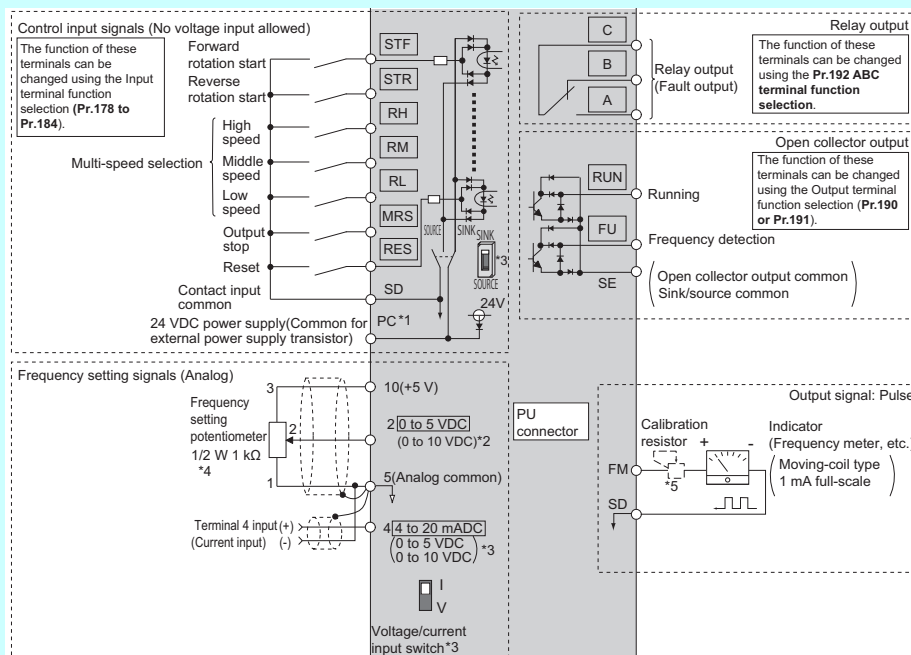 Control input signals (No voltage input allowed)
The function of these
terminals can be
changed using the Input
terminal function
selection (Pr.178 to
Pr.184).
Forward
rotation start
Reverse
rotation start
Multi-speed selection
High
speed
Middle
speed
Low
speed
Output
stop
Reset
Contact input
common
24 VDC power supply(Common for
external power supply transistor)
STF
STR
RH
RM
RL
MRS
RES
SD
PC*1
SOURCE
SINK
SINK
*3
SOURCE
24V
C
B
A
Relay output
(Fault output)
Relay output
The function of these
terminals can be changed
using the Pr.192 ABC
terminal function
selection.
Open collector output
The function of these
terminals can be changed
using the Output terminal
function selection (Pr.190
or Pr.191).
RUN
Running
FU
Frequency detection
SE
Open collector output common
Sink/source common
Frequency setting signals (Analog)
Frequency
setting
potentiometer
1/2 W 1 kΩ
*4
3
2
1
10(+5 V)
2 0 to 5 VDC
(0 to 10 VDC)*2
5(Analog common)
Terminal 4 input (+)
(Current input) (-)
4 4 to 20 mADC
(0 to 5 VDC
0 to 10 VDC) *3
I
V
Voltage/current
input switch*3
PU
connector
Output signal: Pulse
Calibration
resistor
+
-
Indicator
(Frequency meter, etc.
(Moving-coil type
1 mA full-scale)
FM
*5
SD